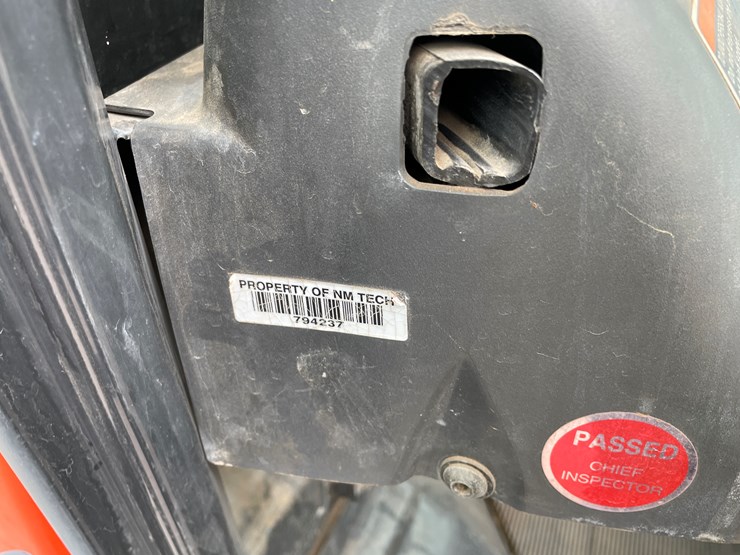 PROPERTY OF NM TECH
794237
PASSED
CHIEF
INSPECTOR